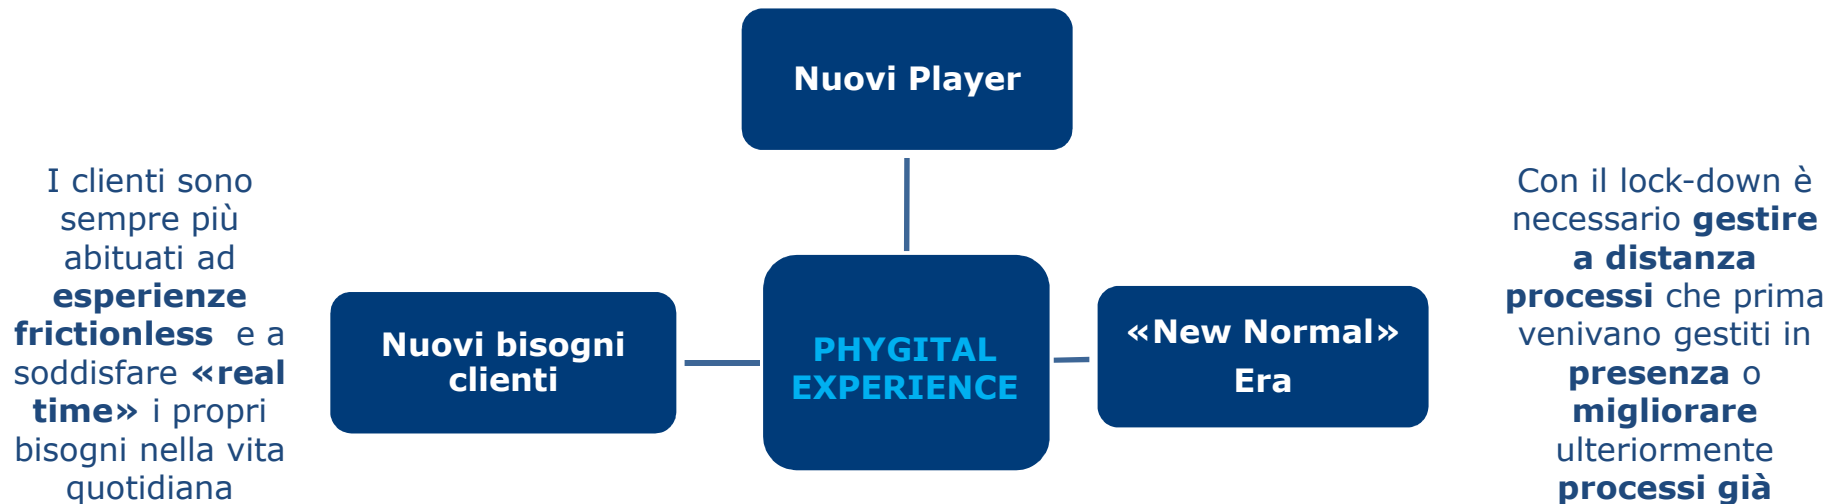 Nuovi Player
I clienti sono
sempre più
abituati ad
esperienze
frictionless e a
soddisfare «real
time» i propri
bisogni nella vita
quotidiana
Nuovi bisogni
clienti
PHYGITAL
EXPERIENCE
«New Normal»
Era
Con il lock-down è
necessario gestire
a distanza
processi che prima
venivano gestiti in
presenza o
migliorare
ulteriormente
processi già